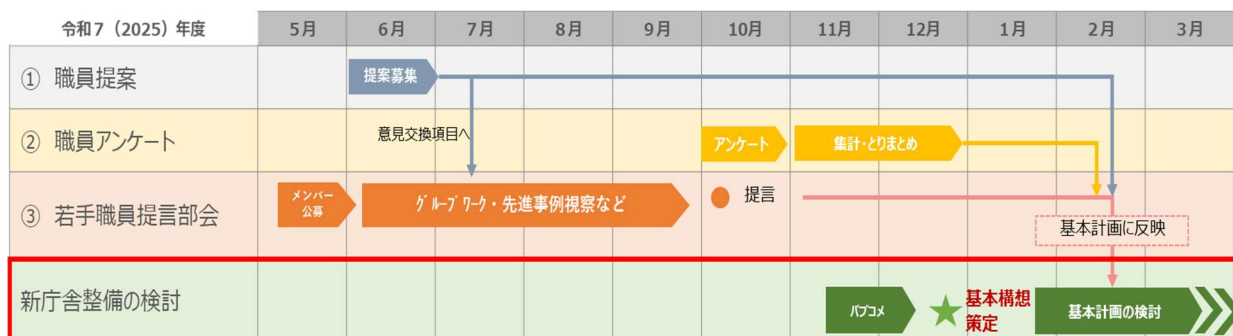 令和7（2025）年度 5月 6月 7月 8月 9月 10月 11月 12月 1月 2月 3月
① 職員提案 提案募集
意見交換項目へ
② 職員アンケート アンケート 集計・とりまとめ
③ 若手職員提言部会 メンバー
公募
グループワーク・先進事例視察など 提言
基本計画に反映
新庁舎整備の検討 パブコメ 基本構想
策定
基本計画の検討